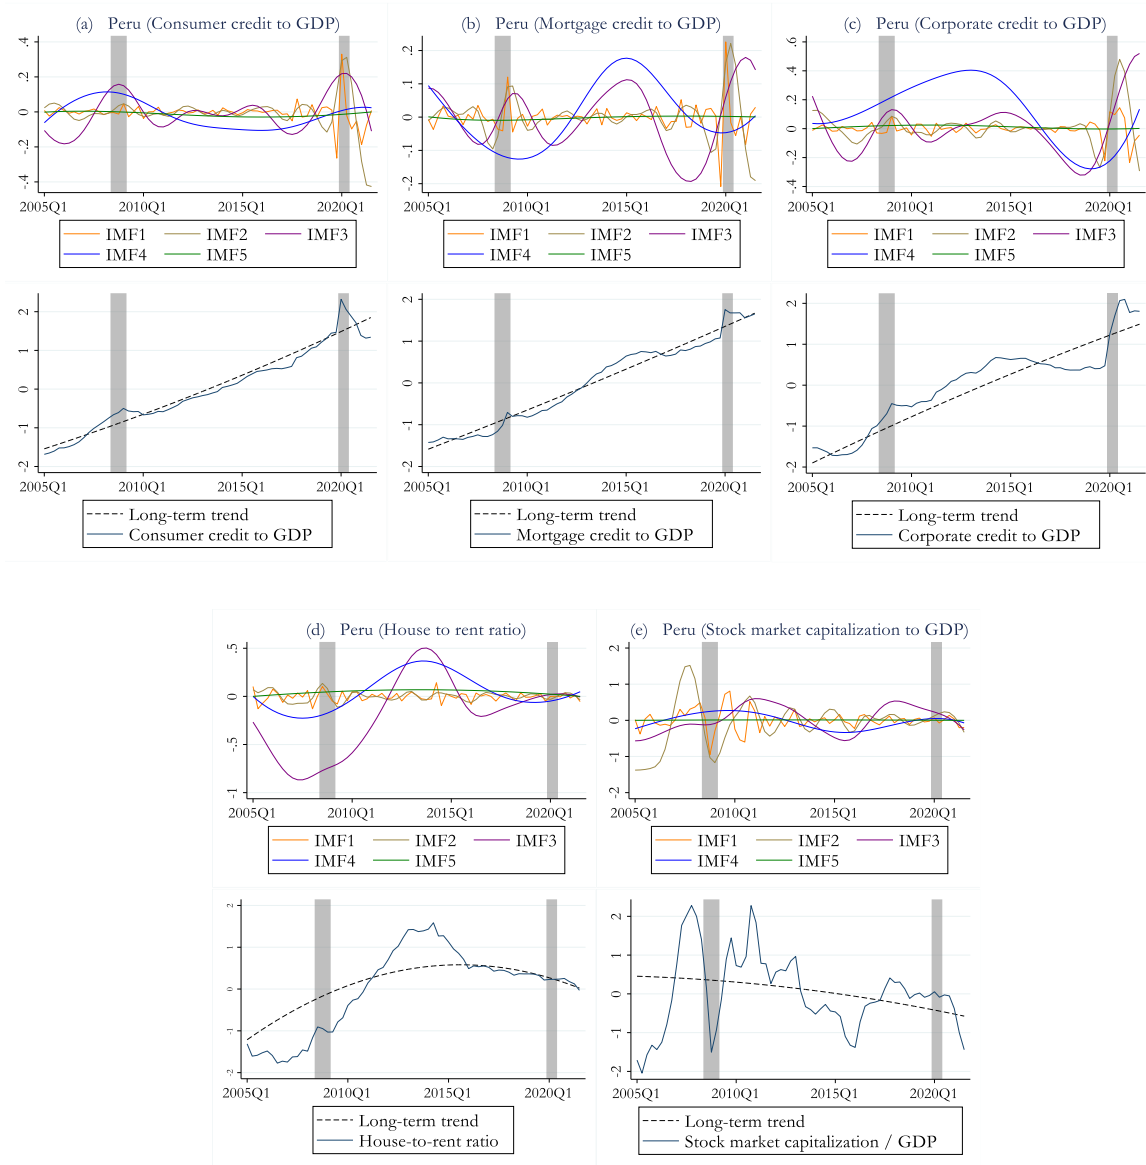 (a) Peru (Consumer credit to GDP)
.4
.2
0
-.2
-.4
2005Q1 2010Q1 2015Q1 2020Q1
IMF1 IMF2 IMF3
IMF4 IMF5
(b) Peru (Mortgage credit to GDP)
.2
.1
0
-.1
-.2
2005Q1 2010Q1 2015Q1 2020Q1
IMF1 IMF2 IMF3
IMF4 IMF5
(c) Peru (Corporate credit to GDP)
.6
.4
.2
0
-.2
-.4
2005Q1 2010Q1 2015Q1 2020Q1
IMF1 IMF2 IMF3
IMF4 IMF5
2
1
0
-1
-2
2005Q1 2010Q1 2015Q1 2020Q1
Long-term trend
Consumer credit to GDP
2
1
0
-1
-2
2005Q1 2010Q1 2015Q1 2020Q1
Long-term trend
Mortgage credit to GDP
2
1
0
-1
-2
2005Q1 2010Q1 2015Q1 2020Q1
Long-term trend
Corporate credit to GDP
(d) Peru (House to rent ratio)
.5
0
-.5
-1
2005Q1 2010Q1 2015Q1 2020Q1
IMF1 IMF2 IMF3
IMF4 IMF5
(e) Peru (Stock market capitalization to GDP)
2
1
0
-1
-2
2005Q1 2010Q1 2015Q1 2020Q1
IMF1 IMF2 IMF3
IMF4 IMF5
2
1
0
-1
-2
2005Q1 2010Q1 2015Q1 2020Q1
Long-term trend
House-to-rent ratio
2
1
0
-1
-2
2005Q1 2010Q1 2015Q1 2020Q1
Long-term trend
Stock market capitalization / GDP